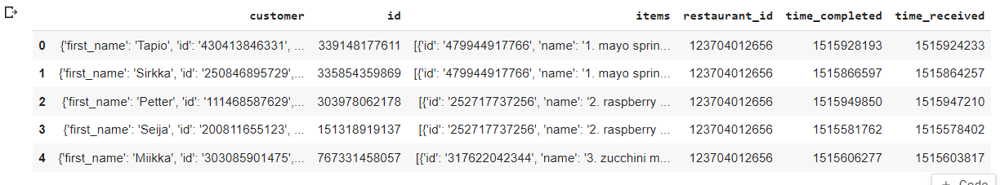 customer id items restaurant_id time_completed time_received
0 {'first_name': 'Tapio', 'id': '430413846331', ... 339148177611 [{'id': '479944917766', 'name': '1. mayo sprin... 123704012656 1515928193 1515924233
1 {'first_name': 'Sirkka', 'id': '250846895729',... 335854359869 [{'id': '479944917766', 'name': '1. mayo sprin... 123704012656 1515866597 1515864257
2 {'first_name': 'Petter', 'id': '111468587629',... 303978062178 [{'id': '252717737256', 'name': '2. raspberry ... 123704012656 1515949850 1515947210
3 {'first_name': 'Seija', 'id': '200811655123', ... 151318919137 [{'id': '252717737256', 'name': '2. raspberry ... 123704012656 1515581762 1515578402
4 {'first_name': 'Miikka', 'id': '303085901475',... 767331458057 [{'id': '317622042344', 'name': '3. zucchini m... 123704012656 1515606277 1515603817
+ Code